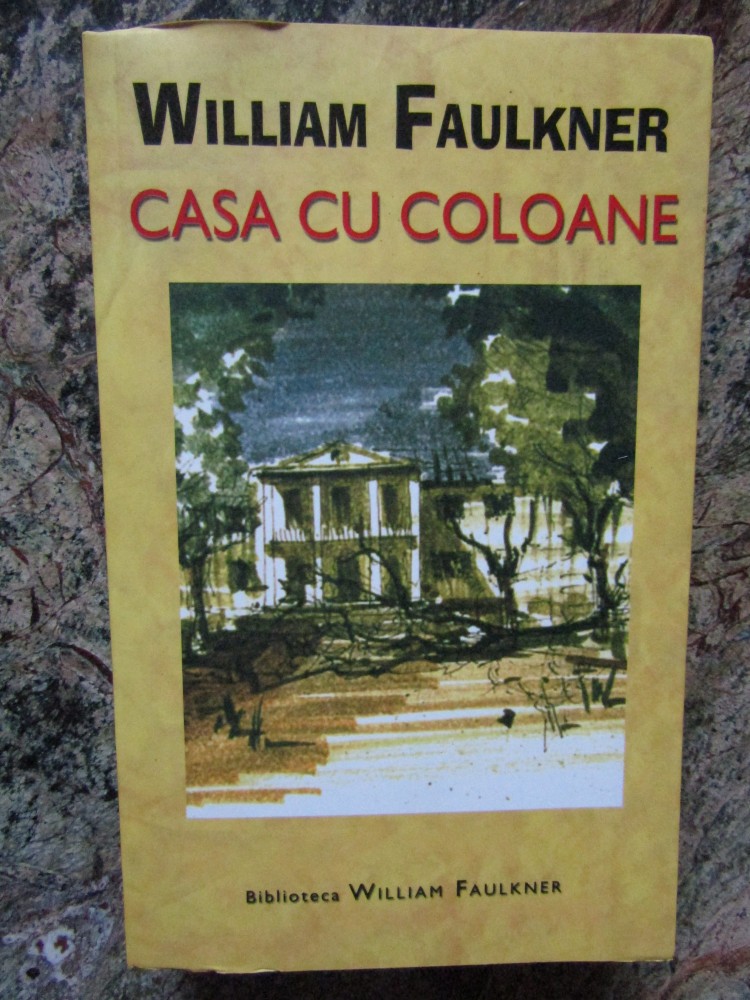 WILLIAM FAULKNER
CASA CU COLOANE
Biblioteca WILLIAM FAULKNER